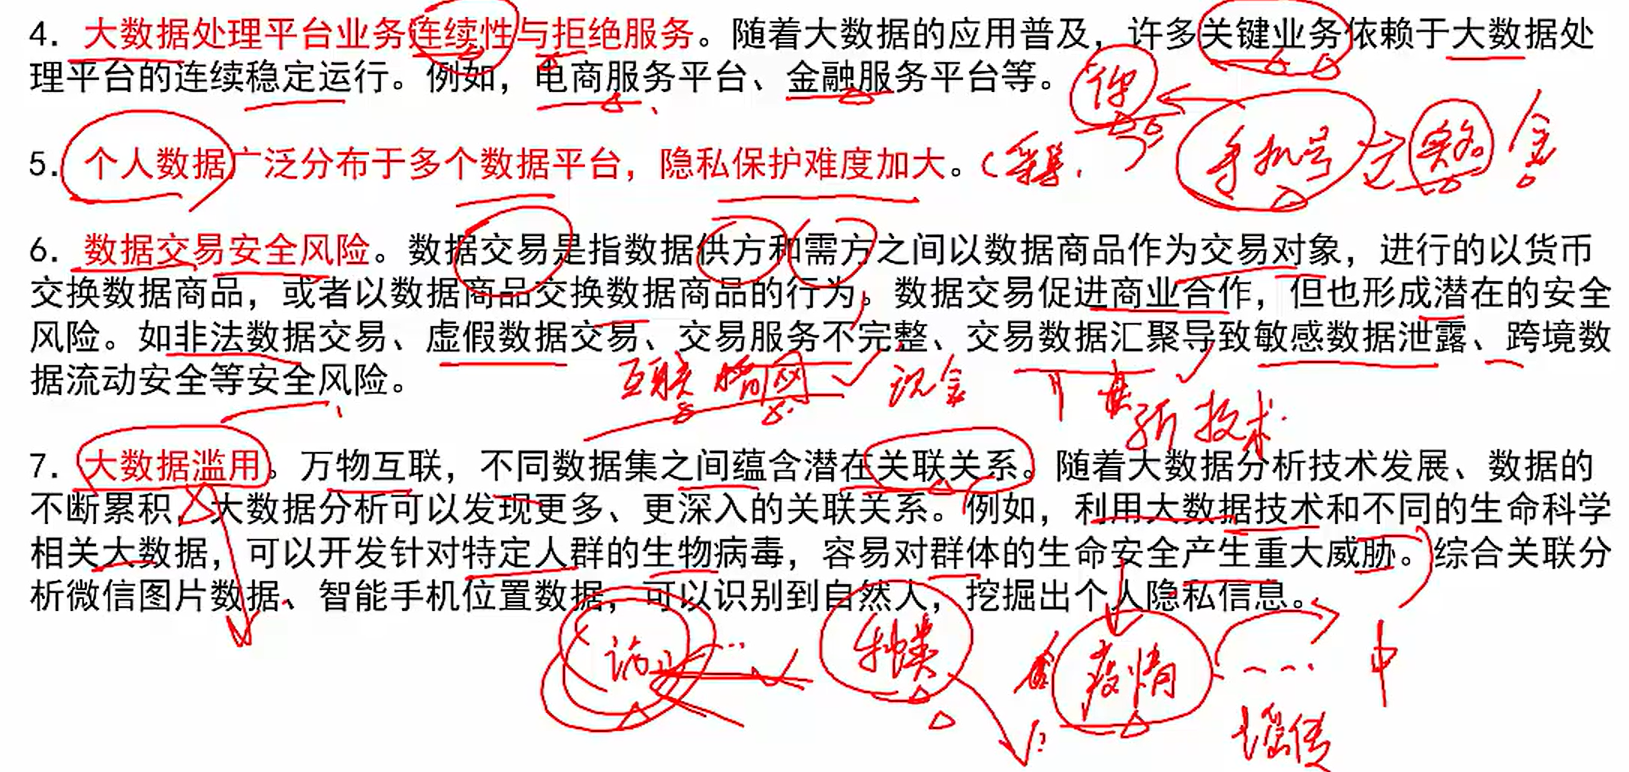 4．大数据处理平台业务连续性与拒绝服务。随着大数据的应用普及，许多关键业务依赖于大数据处
理平台的连续稳定运行。例如，电商服务平台、金融服务平台等。
手机号
实名
5．个人数据广泛分布于多个数据平台，隐私保护难度加大。
6．数据交易安全风险。数据交易是指数据供方和需方之间以数据商品作为交易对象，进行的以货币
交换数据商品，或者以数据商品交换数据商品的行为。数据交易促进商业合作，但也形成潜在的安全
风险。如非法数据交易、虚假数据交易、交易服务不完整、交易数据汇聚导致敏感数据泄露、跨境数
据流动安全等安全风险。
新技术
7．大数据滥用。万物互联，不同数据集之间蕴含潜在关联关系。随着大数据分析技术发展、数据的
不断累积，大数据分析可以发现更多、更深入的关联关系。例如，利用大数据技术和不同的生命科学
相关大数据，可以开发针对特定人群的生物病毒，容易对群体的生命安全产生重大威胁。综合关联分
析微信图片数据、智能手机位置数据，可以识别到自然人，挖掘出个人隐私信息。
种类
疫情
中
谣传